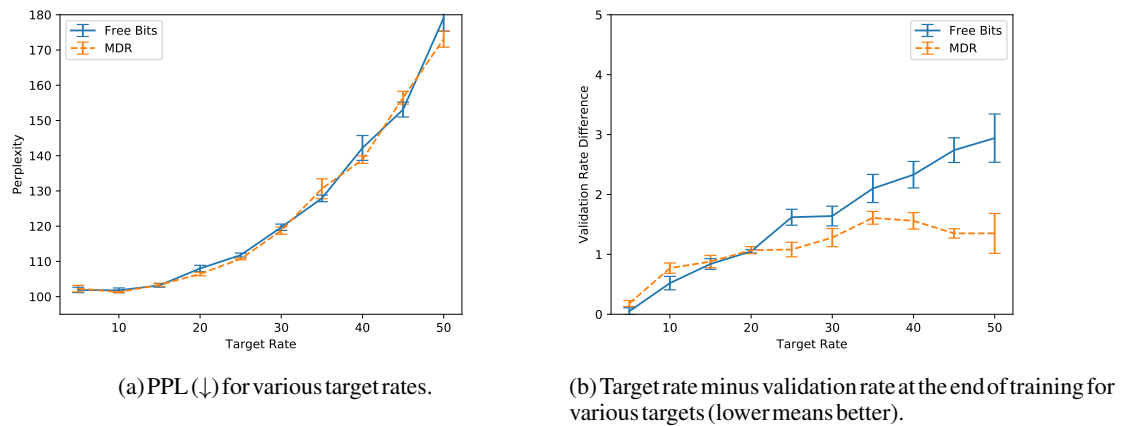 180
170
160
150
140
130
120
110
100
Perplexity
Free Bits
MDR
10
20
30
40
50
Target Rate
5
4
3
2
1
0
Validation Rate Difference
Free Bits
MDR
10
20
30
40
50
Target Rate
(a) PPL (↓) for various target rates.
(b) Target rate minus validation rate at the end of training for
various targets (lower means better).